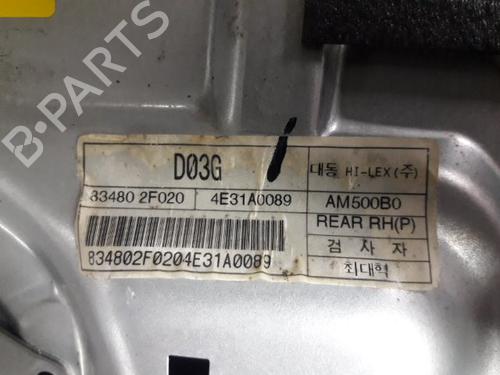 B-PARTS
D03G
대동 HI-LEX(주)
83480 2F020
4E31A0089
AM500B0
REAR RH(P)
검 사 자
834802F0204E31A0089
최대혁